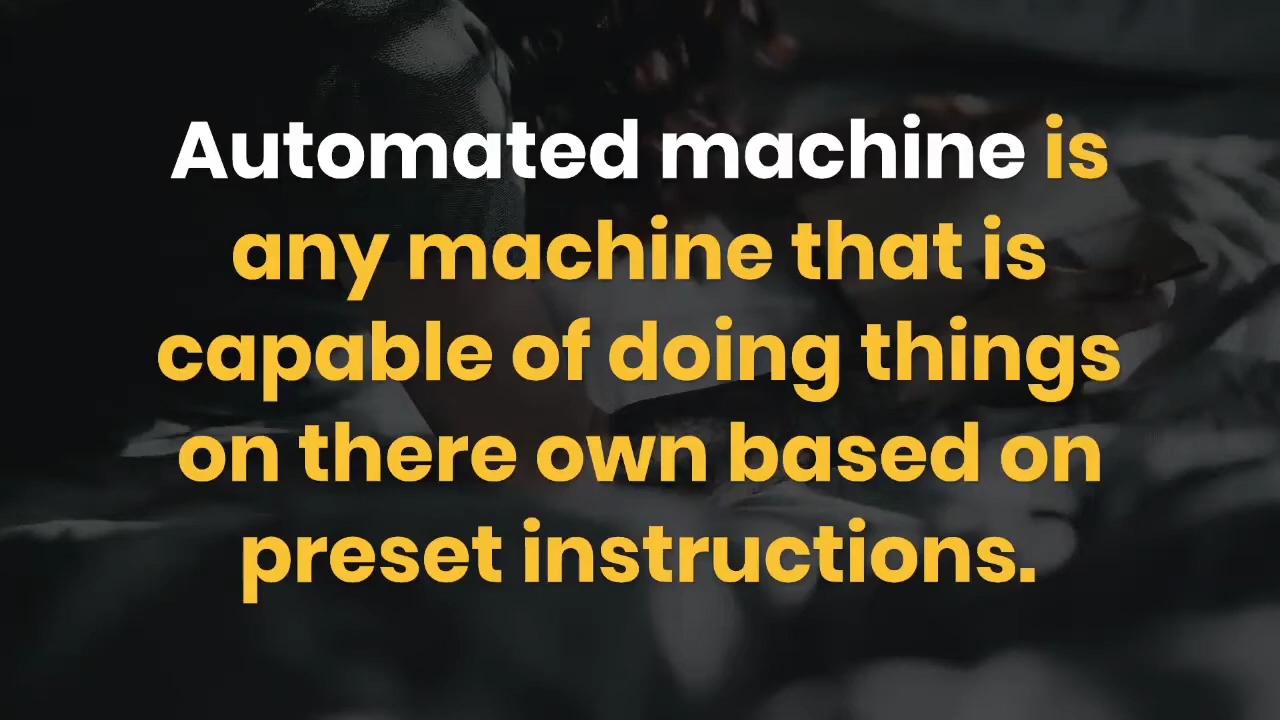 Automated machine is
any machine that is
capable of doing things
on there own based on
preset instructions.